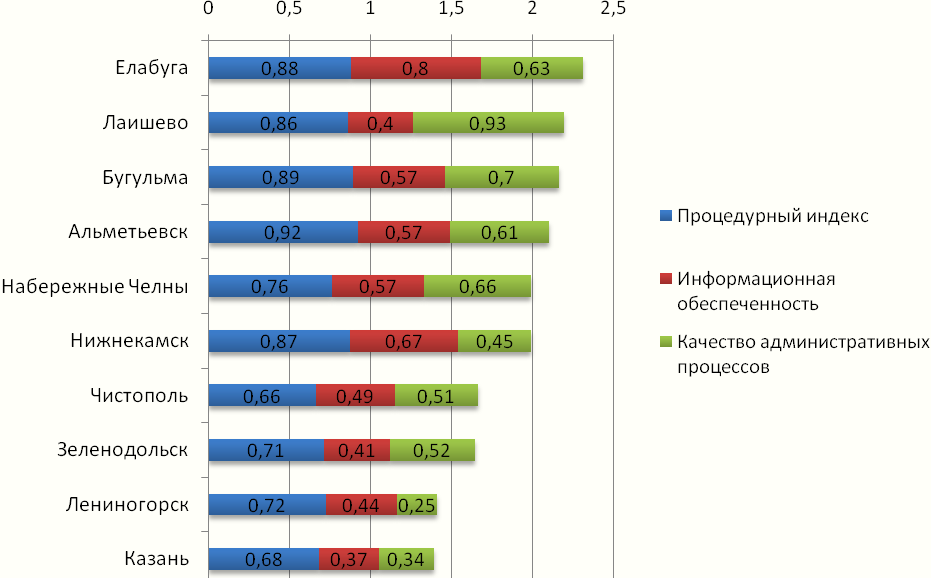 0 0,5 1 1,5 2 2,5
Елабуга 0,88 0,8 0,63
Лаишево 0,86 0,4 0,93
Бугульма 0,89 0,57 0,7
Альметьевск 0,92 0,57 0,61
Набережные Челны 0,76 0,57 0,66
Нижнекамск 0,87 0,67 0,45
Чистополь 0,66 0,49 0,51
Зеленодольск 0,71 0,41 0,52
Лениногорск 0,72 0,44 0,25
Казань 0,68 0,37 0,34
Процедурный индекс
Информационная
обеспеченность
Качество административных
процессов